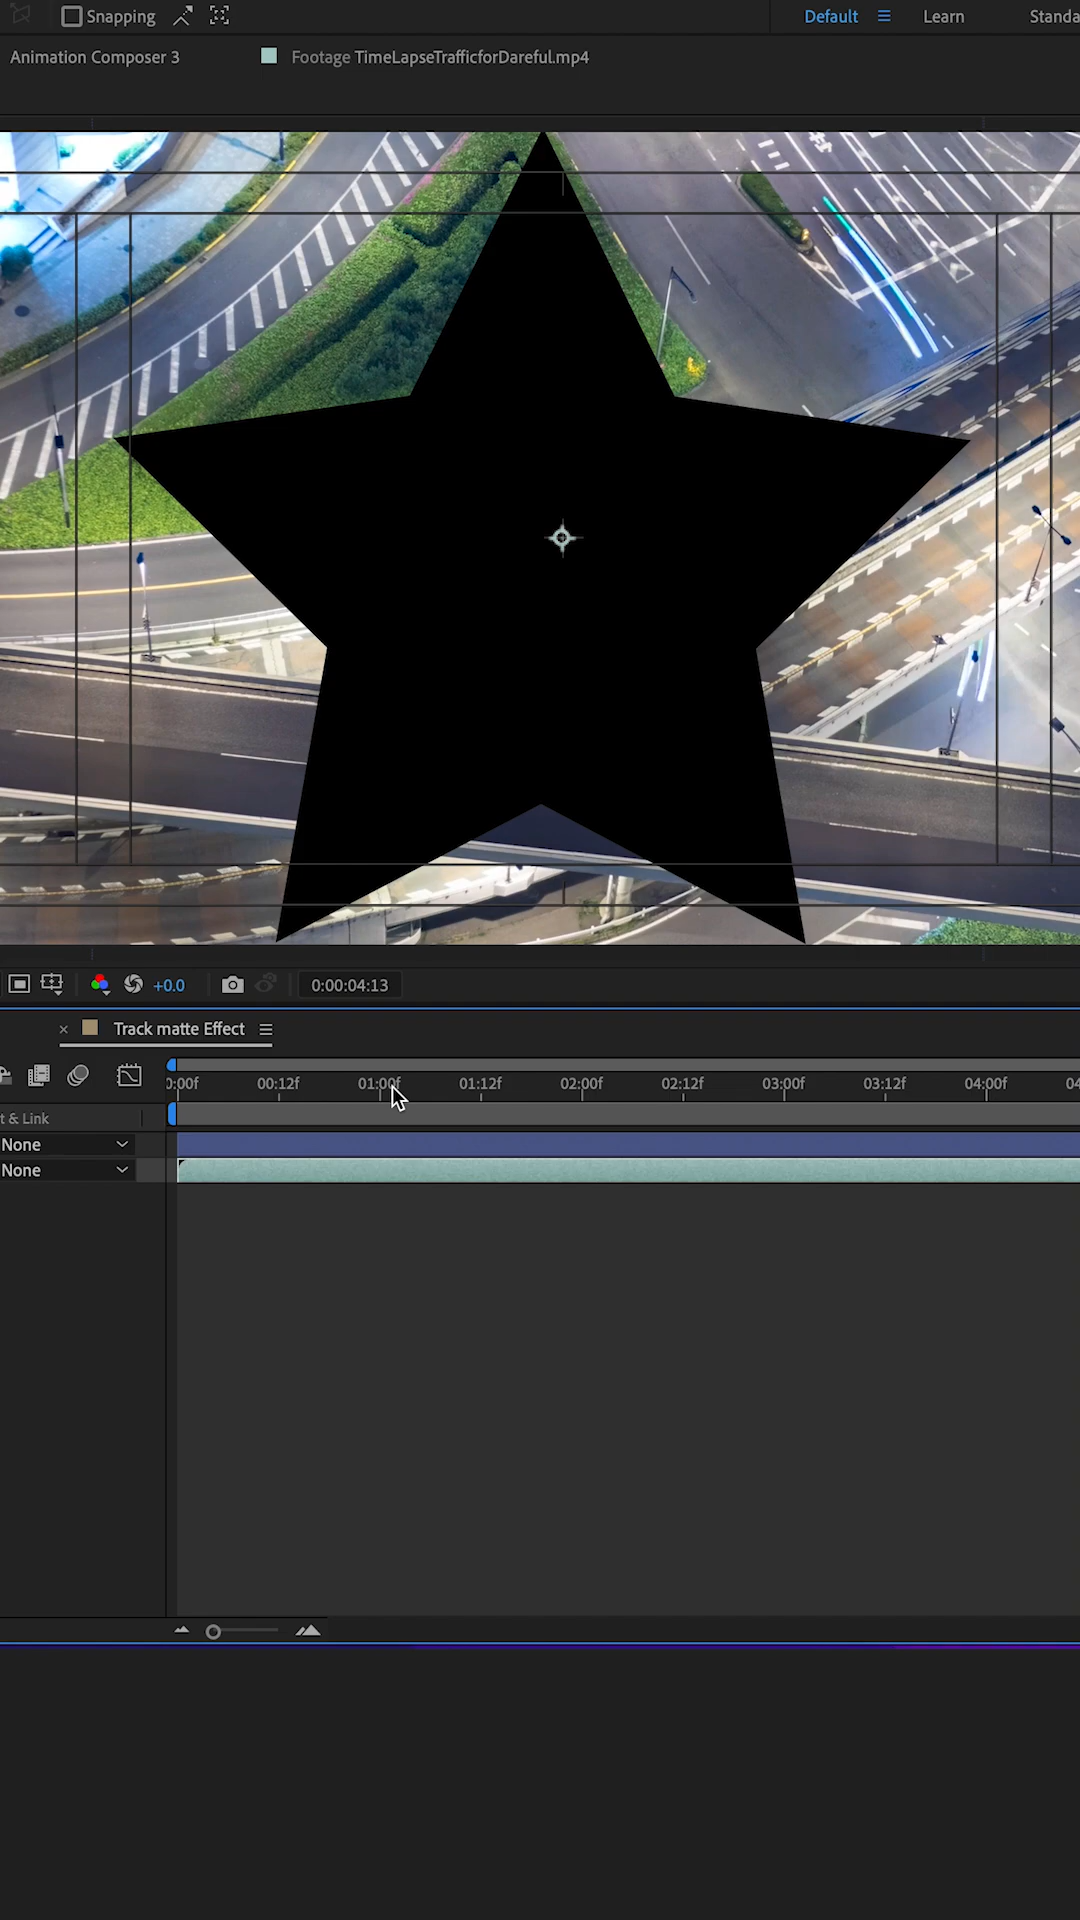 Snapping
Default
Learn
Standa
Animation Composer 3
Footage TimeLapseTrafficforDareful.mp4
+0.0
0:00:04:13
Track matte Effect
0:00f 00:12f 01:00f 01:12f 02:00f 02:12f 03:00f 03:12f 04:00f 04
t & Link
None
None